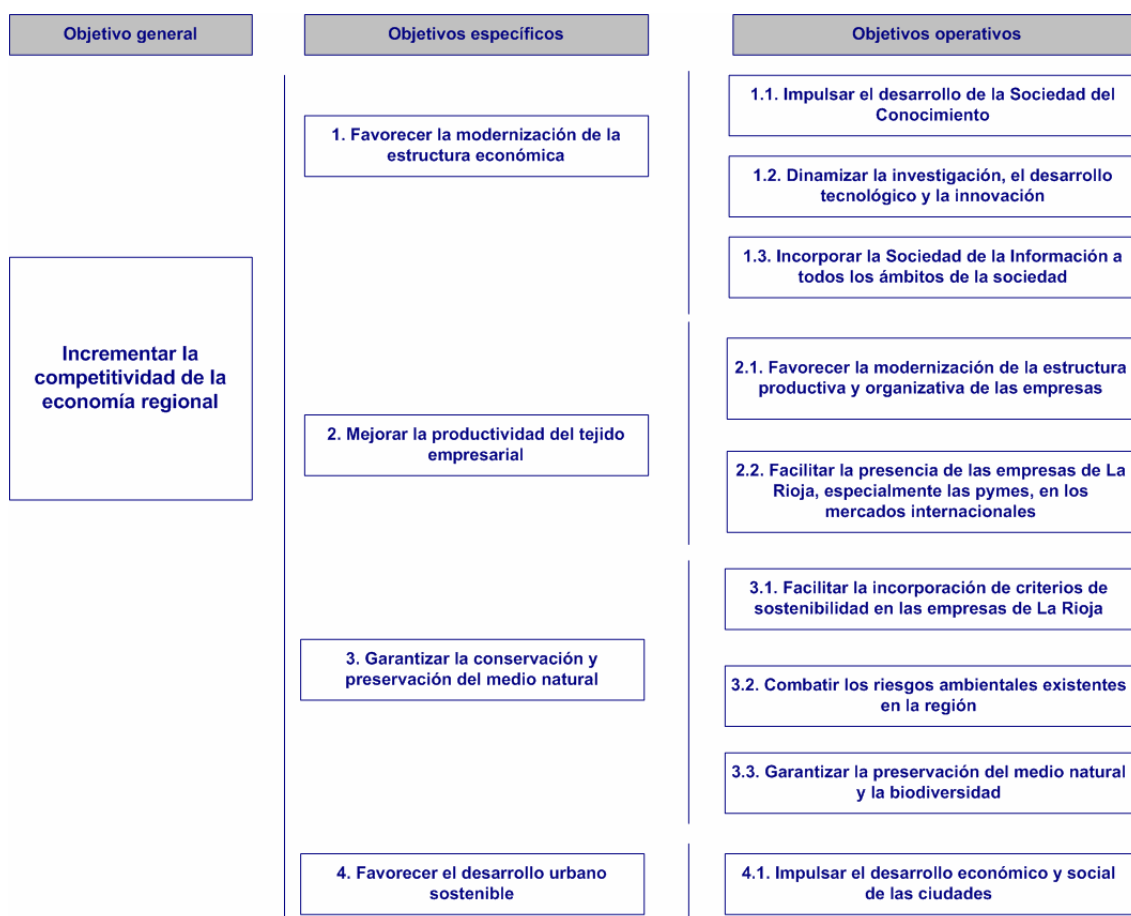 Objetivo general
Objetivos específicos
Objetivos operativos
Incrementar la
competitividad de la
economía regional
1. Favorecer la modernización de la
estructura económica
1.1. Impulsar el desarrollo de la Sociedad del
Conocimiento
1.2. Dinamizar la investigación, el desarrollo
tecnológico y la innovación
1.3. Incorporar la Sociedad de la Información a
todos los ámbitos de la sociedad
2. Mejorar la productividad del tejido
empresarial
2.1. Favorecer la modernización de la estructura
productiva y organizativa de las empresas
2.2. Facilitar la presencia de las empresas de La
Rioja, especialmente las pymes, en los
mercados internacionales
3. Garantizar la conservación y
preservación del medio natural
3.1. Facilitar la incorporación de criterios de
sostenibilidad en las empresas de La Rioja
3.2. Combatir los riesgos ambientales existentes
en la región
3.3. Garantizar la preservación del medio natural
y la biodiversidad
4. Favorecer el desarrollo urbano
sostenible
4.1. Impulsar el desarrollo económico y social
de las ciudades